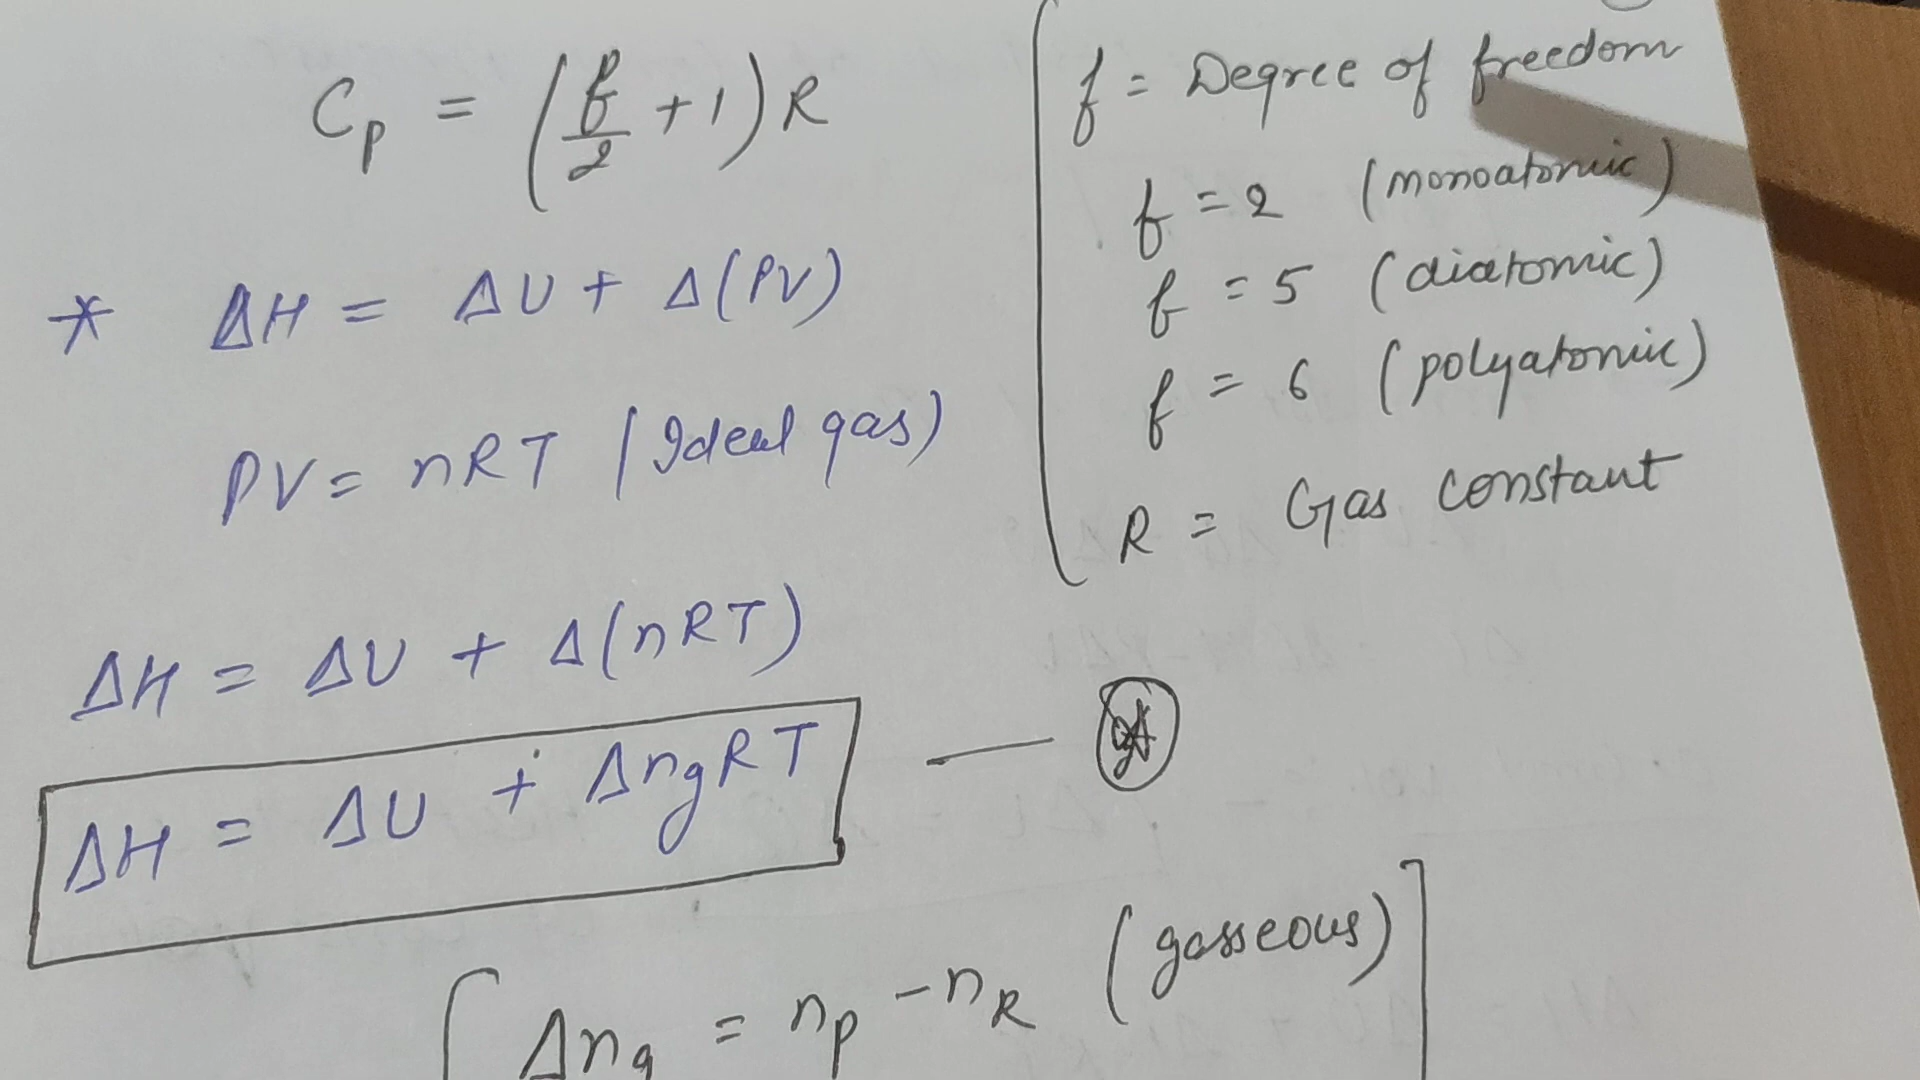 Cp = (f/2 + 1) R
* ΔH = ΔU + Δ(PV)
PV = nRT (Ideal gas)
ΔH = ΔU + Δ(nRT)
ΔH = ΔU + ΔngRT —
[Δng = np - nR (gasseous)]
f = Degree of freedom
f = 2 (monoatomic)
f = 5 (diatomic)
f = 6 (polyatomic)
R = Gas constant